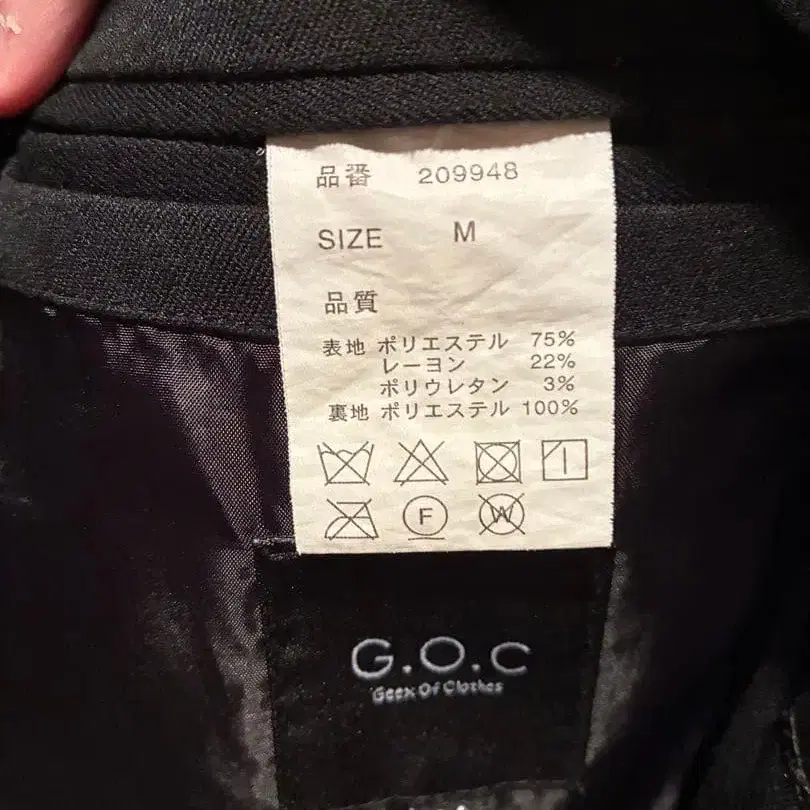 品番 209948
SIZE M
品質
表地 ポリエステル 75%
レーヨン 22%
ポリウレタン 3%
裏地 ポリエステル 100%
F W
G.O.C
Geex Of Clothes